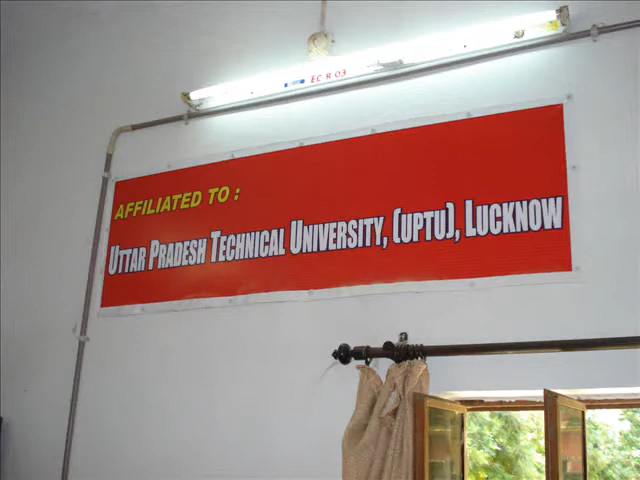 EC R 03
AFFILIATED TO :
UTTAR PRADESH TECHNICAL UNIVERSITY, (UPTU), LUCKNOW